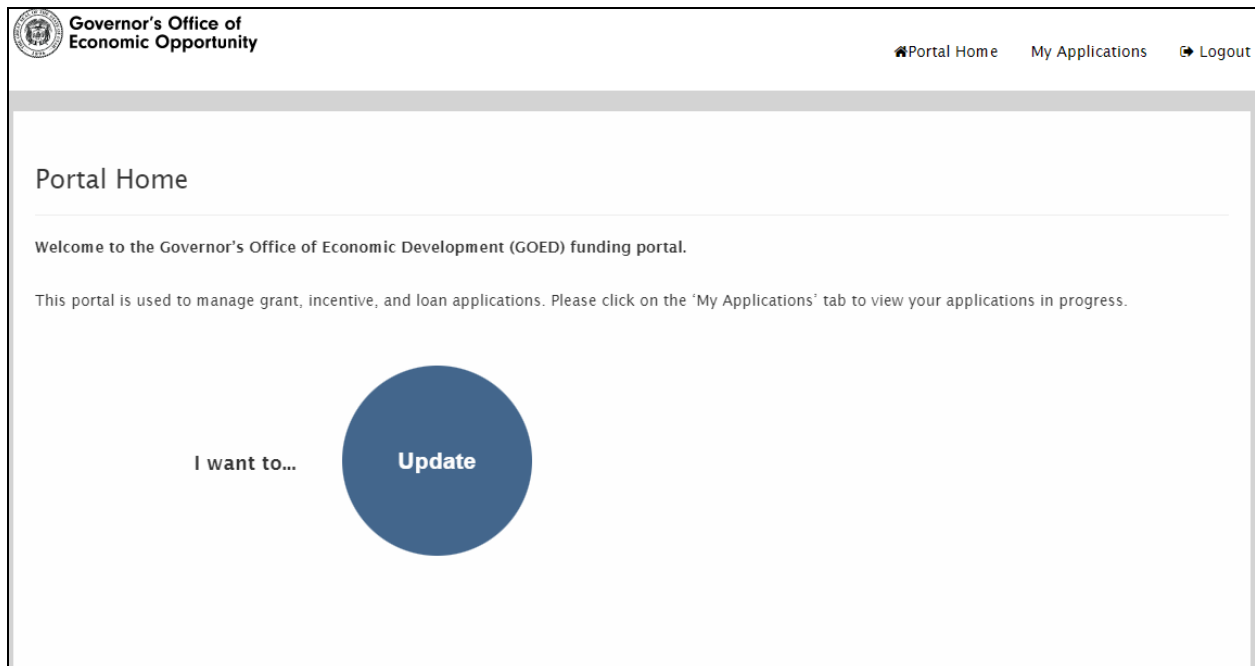 Governor's Office of
Economic Opportunity
Portal Home
My Applications
Logout
Portal Home
Welcome to the Governor's Office of Economic Development (GOED) funding portal.
This portal is used to manage grant, incentive, and loan applications. Please click on the ‘My Applications’ tab to view your applications in progress.
I want to...
Update